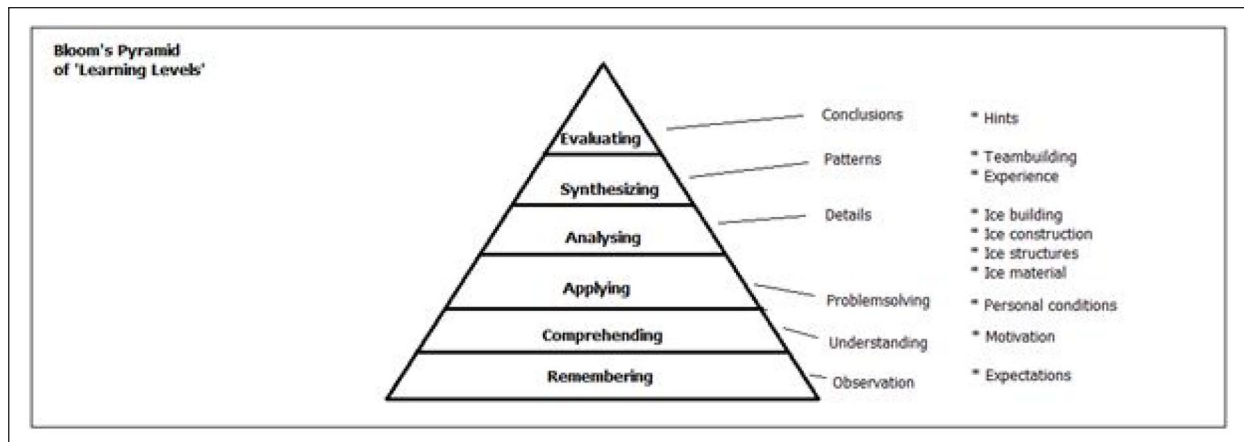 Bloom's Pyramid
of 'Learning Levels'
Evaluating
Conclusions
* Hints
Synthesizing
Patterns
* Teambuilding
* Experience
Analysing
Details
* Ice building
* Ice construction
* Ice structures
* Ice material
Applying
Problemsolving
* Personal conditions
Comprehending
Understanding
* Motivation
Remembering
Observation
* Expectations